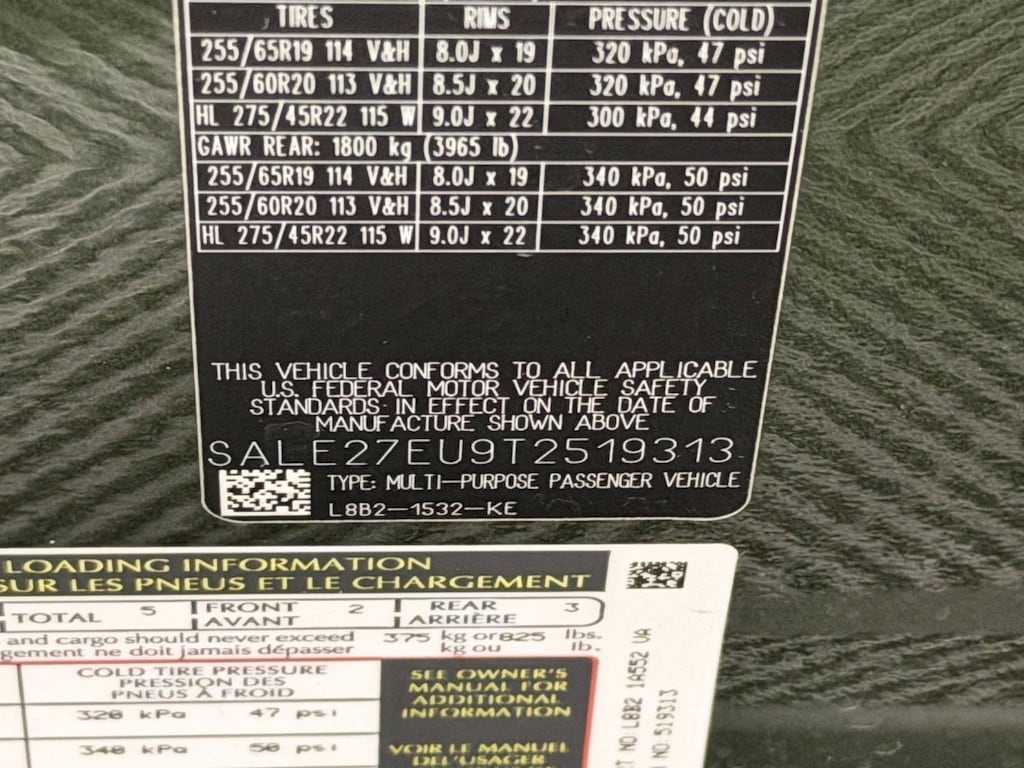 TIRES RIMS PRESSURE (COLD)
255/65R19 114 V&H 8.0J x 19 320 kPa, 47 psi
255/60R20 113 V&H 8.5J x 20 320 kPa, 47 psi
HL 275/45R22 115 W 9.0J x 22 300 kPa, 44 psi
GAWR REAR: 1800 kg (3965 lb)
255/65R19 114 V&H 8.0J x 19 340 kPa, 50 psi
255/60R20 113 V&H 8.5J x 20 340 kPa, 50 psi
HL 275/45R22 115 W 9.0J x 22 340 kPa, 50 psi
THIS VEHICLE CONFORMS TO ALL APPLICABLE
U.S. FEDERAL MOTOR VEHICLE SAFETY
STANDARDS IN EFFECT ON THE DATE OF
MANUFACTURE SHOWN ABOVE
SALE27EU9T2519313
TYPE: MULTI-PURPOSE PASSENGER VEHICLE
L8B2-1532-KE
LOADING INFORMATION
SUR LES PNEUS ET LE CHARGEMENT
TOTAL 5 FRONT 2 REAR 3
AVANT ARRIÈRE
and cargo should never exceed 375 kg or 825 lbs.
gement ne doit jamais dépasser kg ou lb.
COLD TIRE PRESSURE
PRESSION DES
PNEUS À FROID
320 kPa 47 psi
340 kPa 50 psi
SEE OWNER'S
MANUAL FOR
ADDITIONAL
INFORMATION
VOIR LE MANUEL
DE L'USAGER
T NO L8B2 1A552 VA
N NO 519313